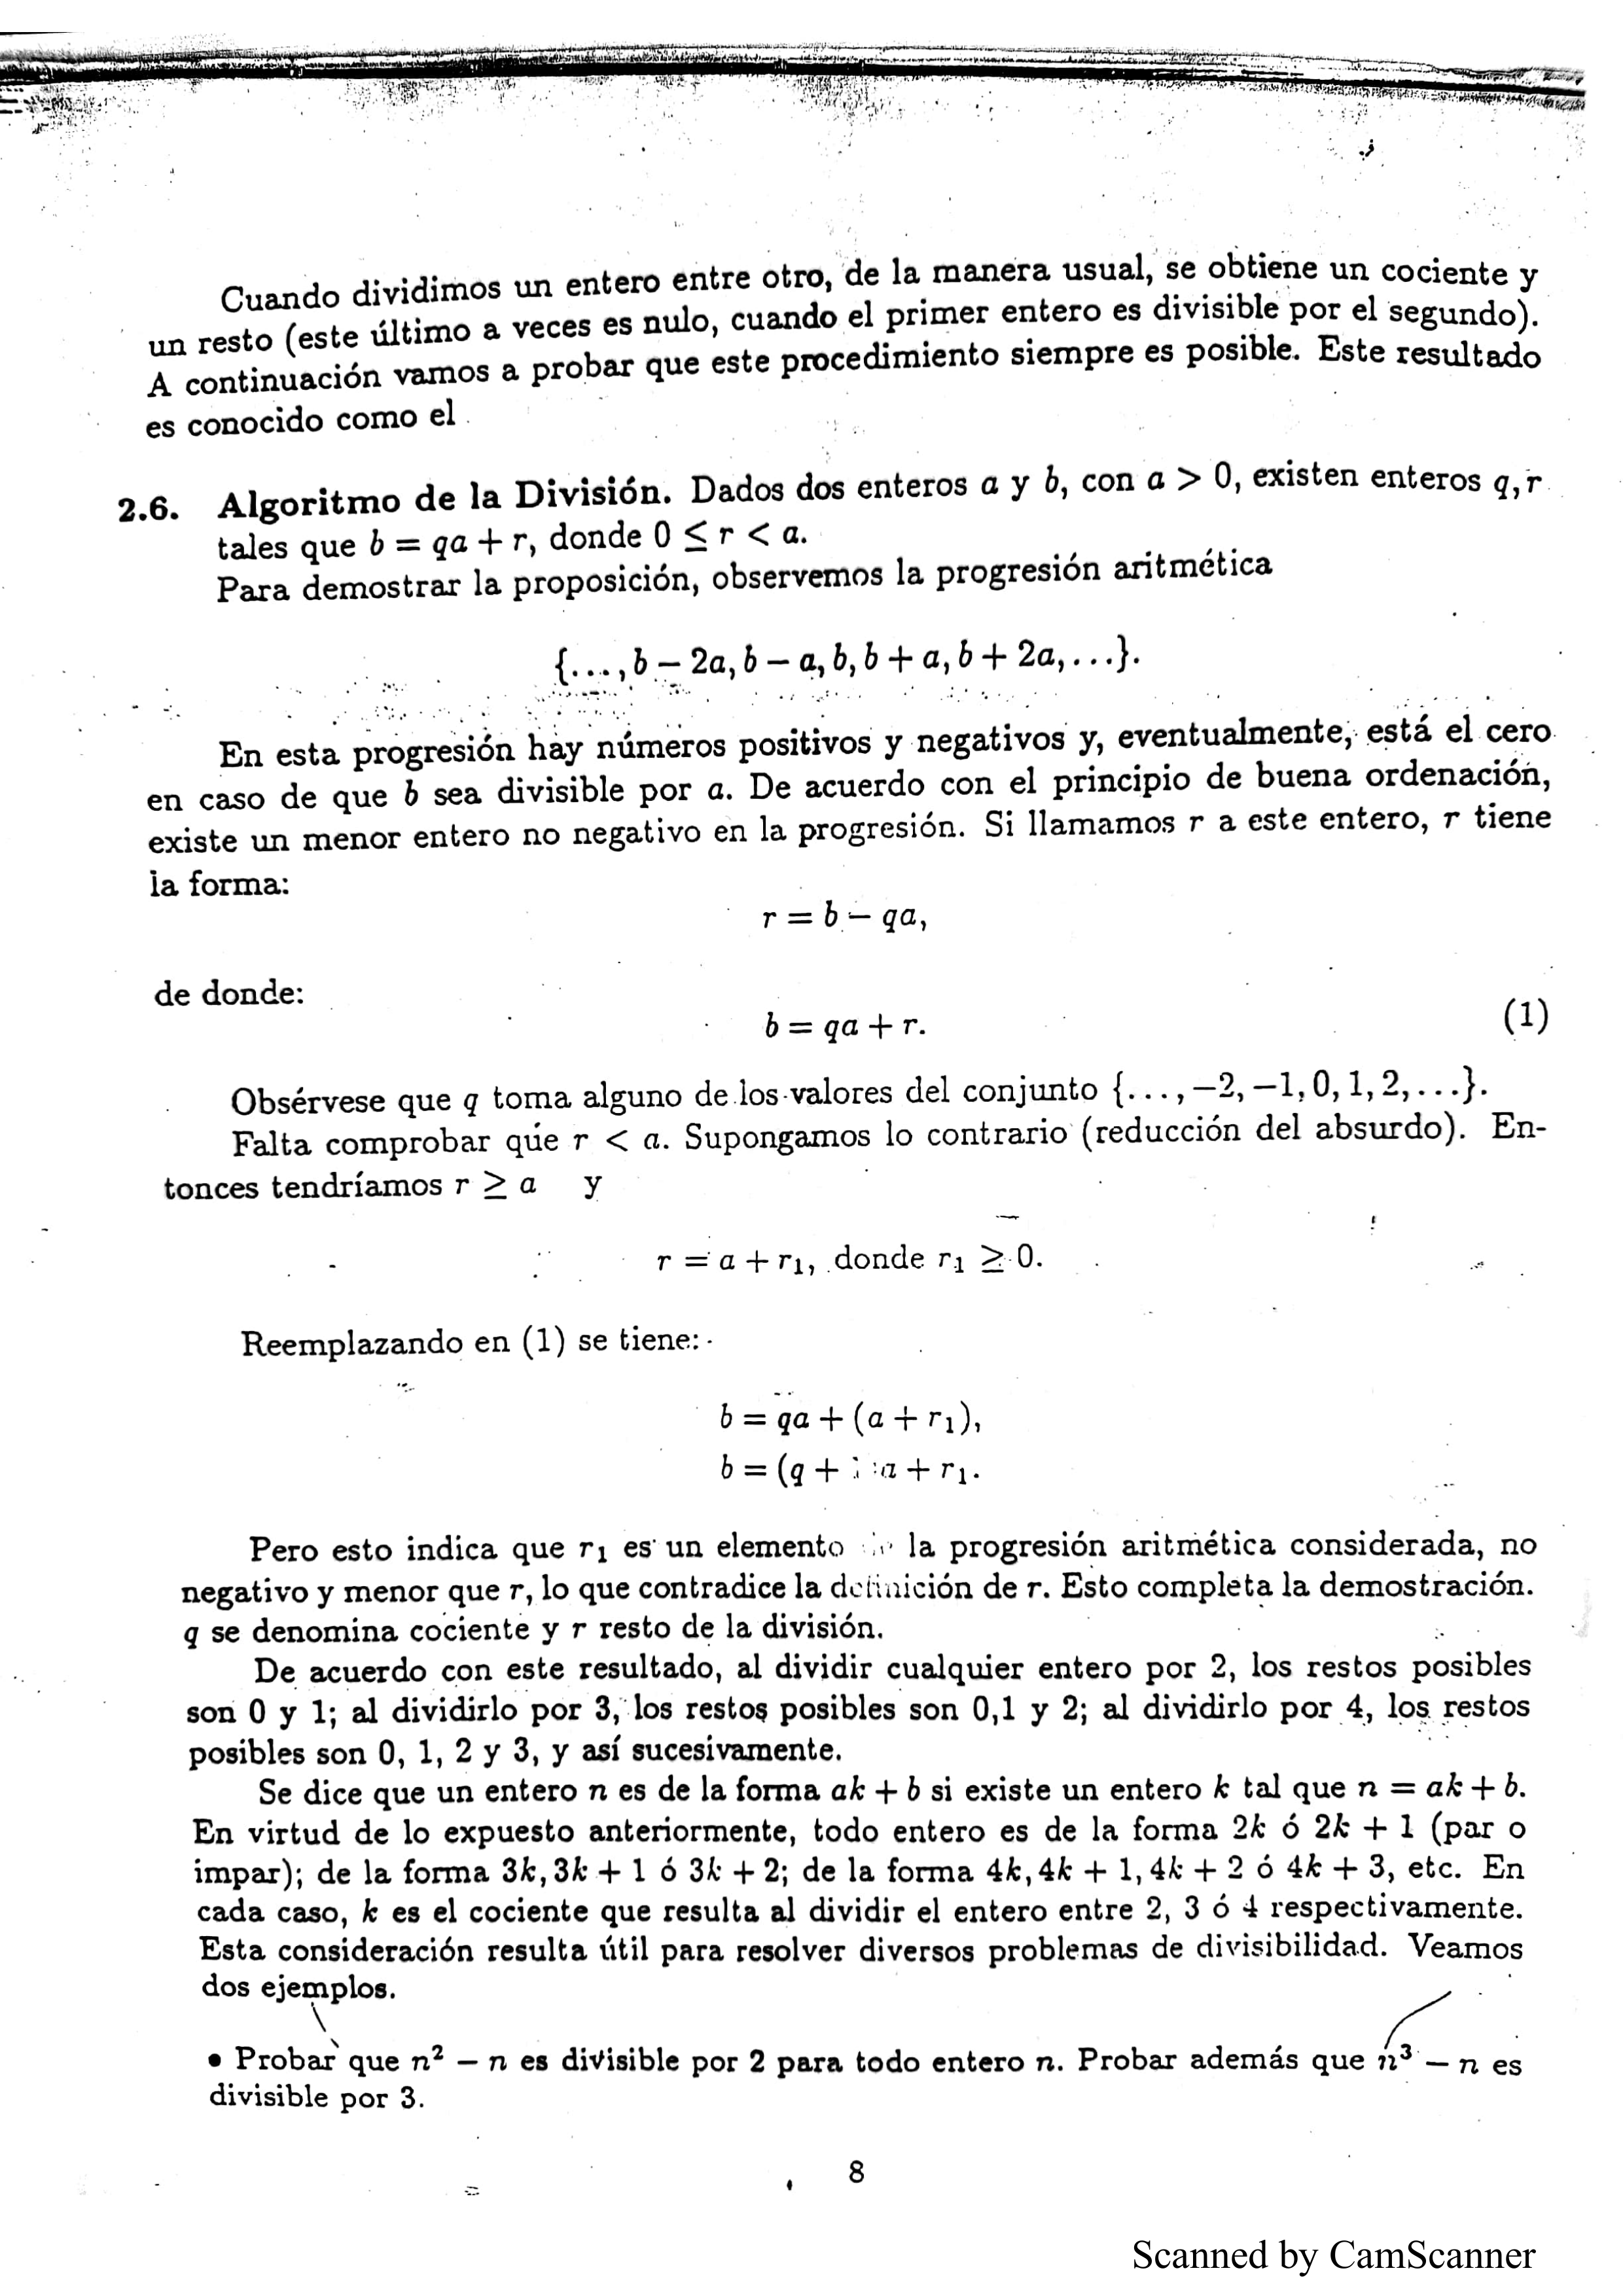 Cuando dividimos un entero entre otro, de la manera usual, se obtiene un cociente y
un resto (este último a veces es nulo, cuando el primer entero es divisible por el segundo).
A continuación vamos a probar que este procedimiento siempre es posible. Este resultado
es conocido como el
2.6. Algoritmo de la División. Dados dos enteros a y b, con a > 0, existen enteros q, r
tales que b = qa + r, donde 0 ≤ r < a.
Para demostrar la proposición, observemos la progresión aritmética
{..., b − 2a, b − a, b, b + a, b + 2a, ...}.
En esta progresión hay números positivos y negativos y, eventualmente, está el cero
en caso de que b sea divisible por a. De acuerdo con el principio de buena ordenación,
existe un menor entero no negativo en la progresión. Si llamamos r a este entero, r tiene
la forma:
r = b − qa,
de donde:
b = qa + r. (1)
Obsérvese que q toma alguno de los valores del conjunto {..., −2, −1, 0, 1, 2, ...}.
Falta comprobar que r < a. Supongamos lo contrario (reducción del absurdo). En-
tonces tendríamos r ≥ a y
r = a + r₁, donde r₁ ≥ 0.
Reemplazando en (1) se tiene:
b = qa + (a + r₁),
b = (q + a + r₁.
Pero esto indica que r₁ es un elemento la progresión aritmética considerada, no
negativo y menor que r, lo que contradice la definición de r. Esto completa la demostración.
q se denomina cociente y r resto de la división.
De acuerdo con este resultado, al dividir cualquier entero por 2, los restos posibles
son 0 y 1; al dividirlo por 3, los restos posibles son 0,1 y 2; al dividirlo por 4, los restos
posibles son 0, 1, 2 y 3, y así sucesivamente.
Se dice que un entero n es de la forma ak + b si existe un entero k tal que n = ak + b.
En virtud de lo expuesto anteriormente, todo entero es de la forma 2k ó 2k + 1 (par o
impar); de la forma 3k, 3k + 1 ó 3k + 2; de la forma 4k, 4k + 1, 4k + 2 ó 4k + 3, etc. En
cada caso, k es el cociente que resulta al dividir el entero entre 2, 3 ó 4 respectivamente.
Esta consideración resulta útil para resolver diversos problemas de divisibilidad. Veamos
dos ejemplos.
• Probar que n² − n es divisible por 2 para todo entero n. Probar además que n³ − n es
divisible por 3.
8
Scanned by CamScanner